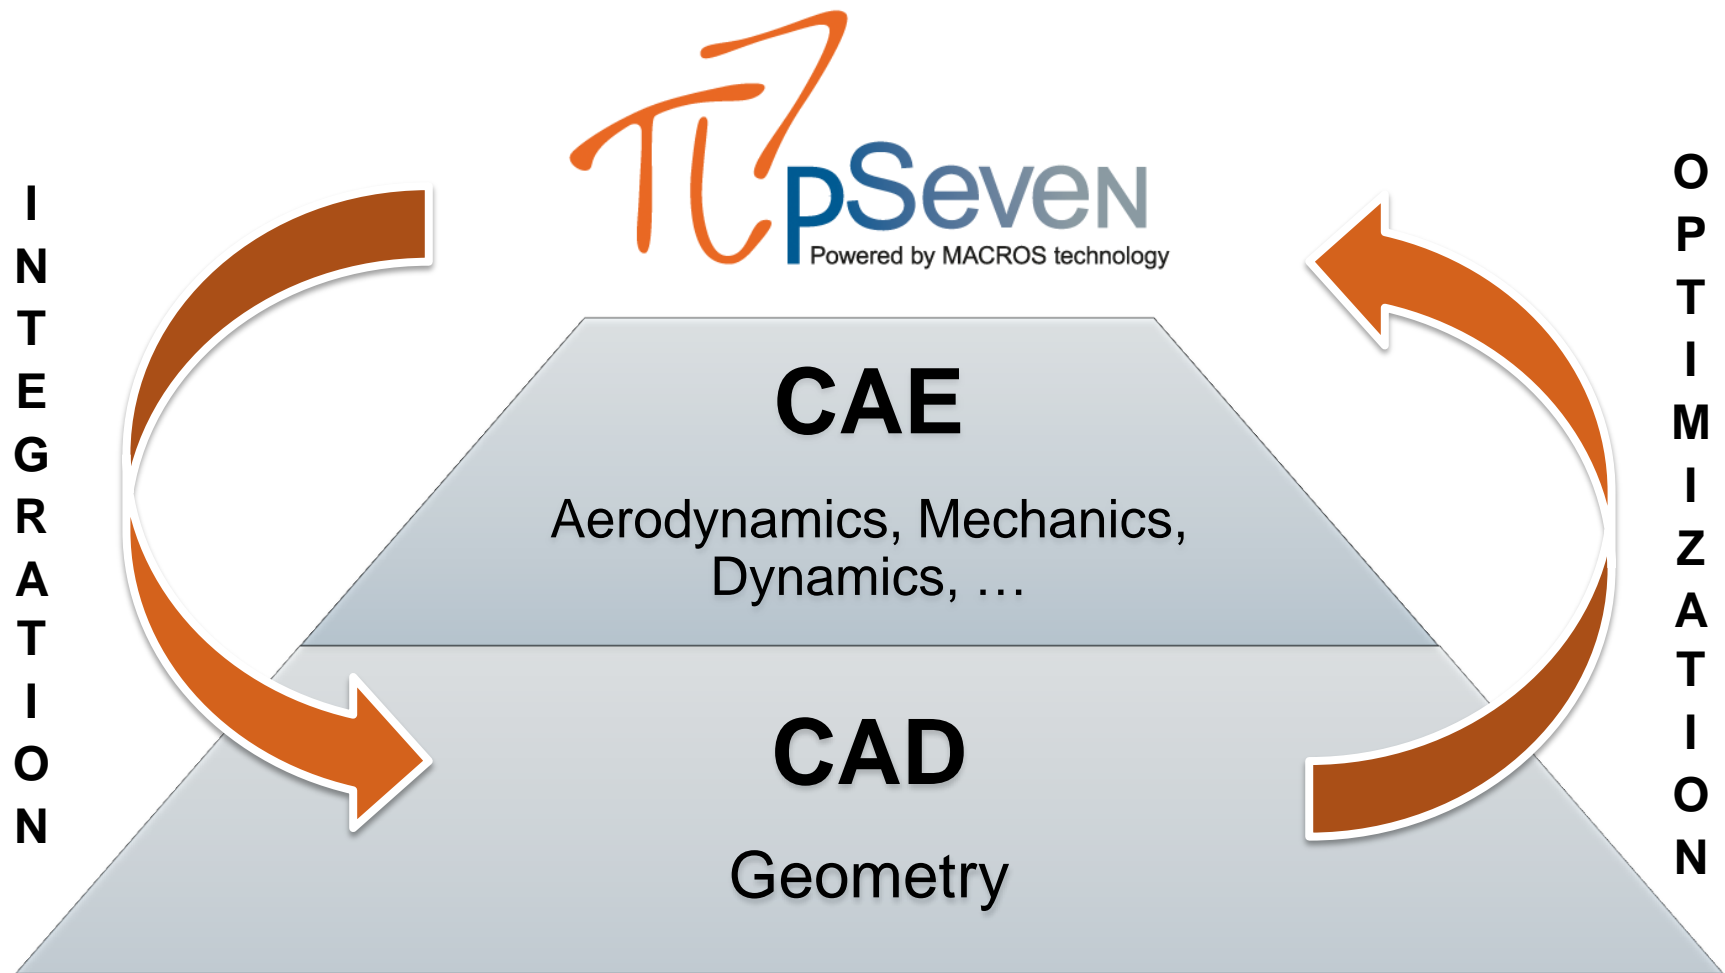 pSeven
Powered by MACROS technology
INTEGRATION
OPTIMIZATION
CAE
Aerodynamics, Mechanics,
Dynamics, …
CAD
Geometry